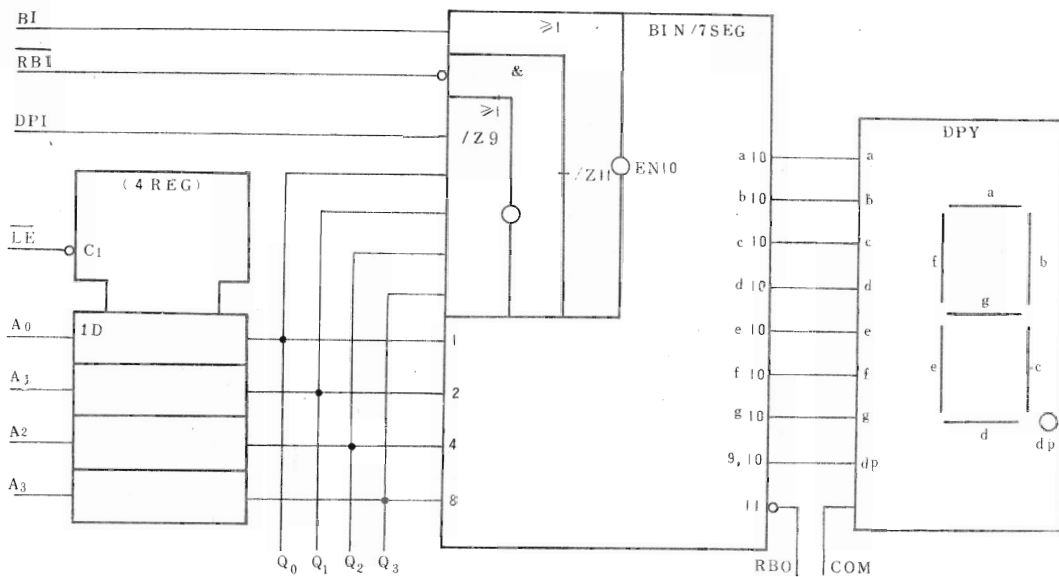 BI
≥1
BIN/7SEG
RBI
&
≥1
DPI
/Z9
DPY
(4REG)
/Z11
EN10
a 10
a
a
b 10
b
LE
C1
c 10
c
f
b
d 10
d
g
A0
1D
1
e 10
e
A1
2
f 10
f
e
c
A2
4
g 10
g
d
dp
9,10
dp
A3
8
11
Q0 Q1 Q2 Q3
RBO
COM